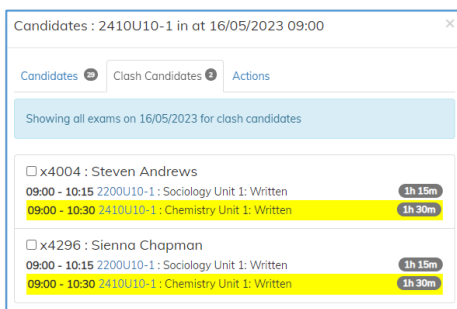 Candidates : 2410U10-1 in at 16/05/2023 09:00 ×
Candidates 29 Clash Candidates 2 Actions
Showing all exams on 16/05/2023 for clash candidates
x4004 : Steven Andrews
09:00 - 10:15 2200U10-1 : Sociology Unit 1: Written 1h 15m
09:00 - 10:30 2410U10-1 : Chemistry Unit 1: Written 1h 30m
x4296 : Sienna Chapman
09:00 - 10:15 2200U10-1 : Sociology Unit 1: Written 1h 15m
09:00 - 10:30 2410U10-1 : Chemistry Unit 1: Written 1h 30m